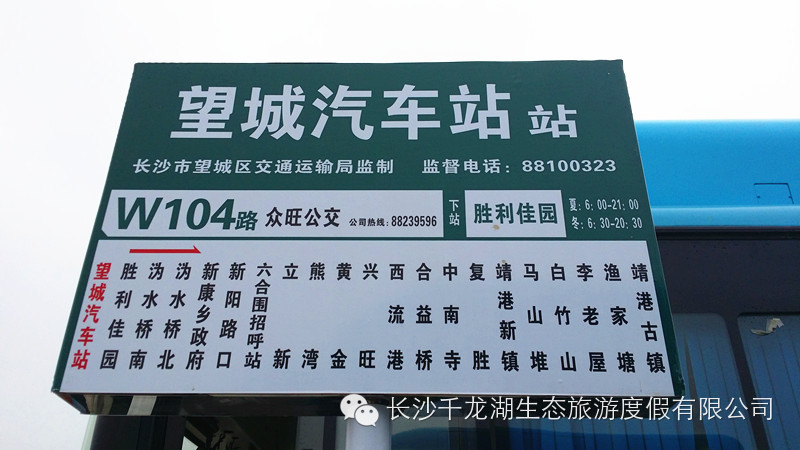 望城汽车站 站
长沙市望城区交通运输局监制 监督电话：88100323
W104路 众旺公交 公司热线：88239596
下站
胜利佳园
夏：6：00-21：00
冬：6：30-20：30
望城汽车站
胜利佳园
沩水桥南
沩水桥北
新康乡政府
新阳路口
六合围招呼站
立新
熊湾
黄金
兴旺
西流港
合益桥
中南寺
复胜
靖港新镇
马山堆
白竹山
李老屋
渔家塘
靖港古镇
长沙千龙湖生态旅游度假有限公司